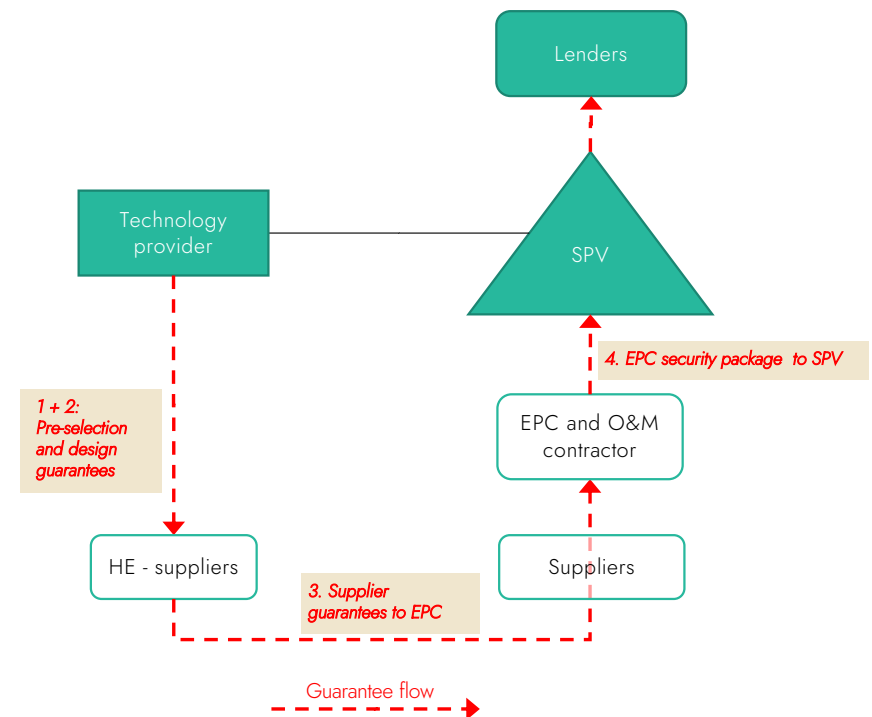 Lenders
Technology
provider
SPV
4. EPC security package  to SPV
1 + 2:
Pre-selection
and design
guarantees
EPC and O&M
contractor
HE - suppliers
Suppliers
3. Supplier
guarantees to EPC
Guarantee flow